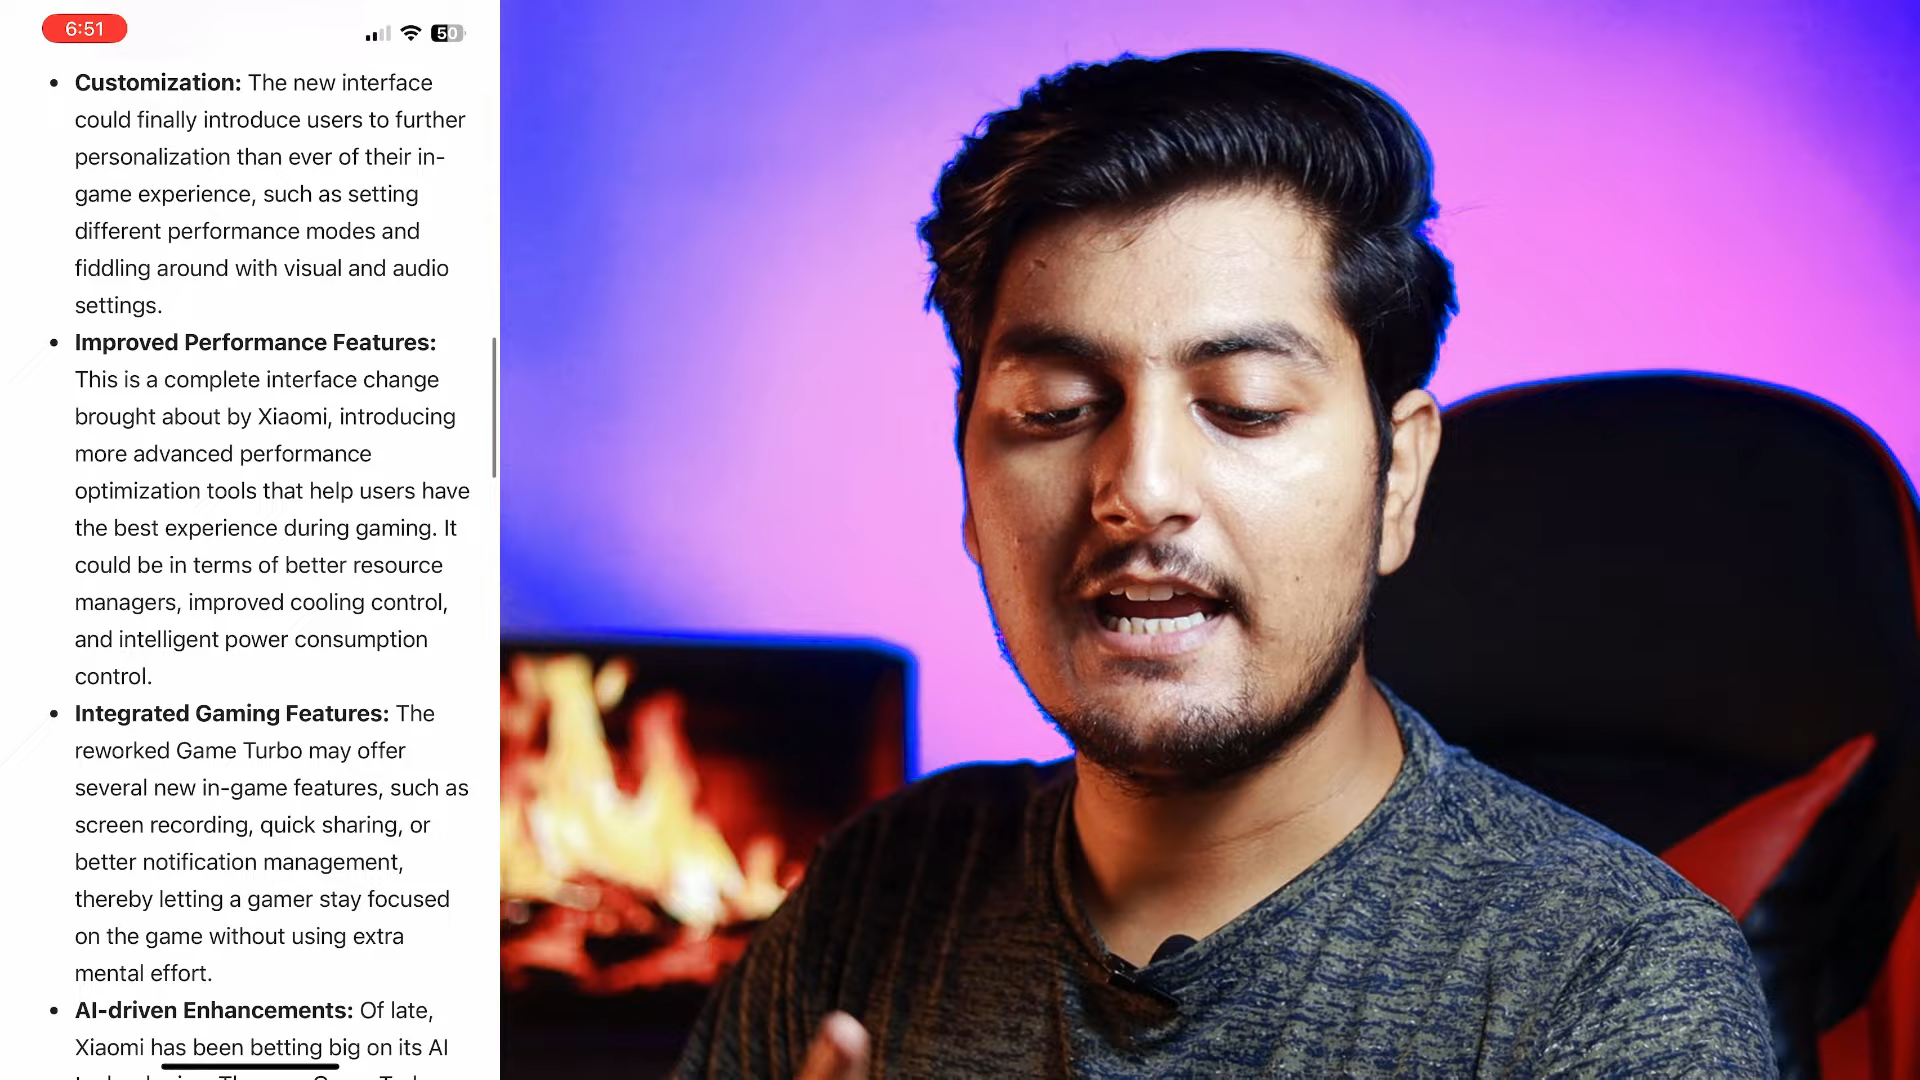 6:51
50
• Customization: The new interface
could finally introduce users to further
personalization than ever of their in-
game experience, such as setting
different performance modes and
fiddling around with visual and audio
settings.
• Improved Performance Features:
This is a complete interface change
brought about by Xiaomi, introducing
more advanced performance
optimization tools that help users have
the best experience during gaming. It
could be in terms of better resource
managers, improved cooling control,
and intelligent power consumption
control.
• Integrated Gaming Features: The
reworked Game Turbo may offer
several new in-game features, such as
screen recording, quick sharing, or
better notification management,
thereby letting a gamer stay focused
on the game without using extra
mental effort.
• AI-driven Enhancements: Of late,
Xiaomi has been betting big on its AI